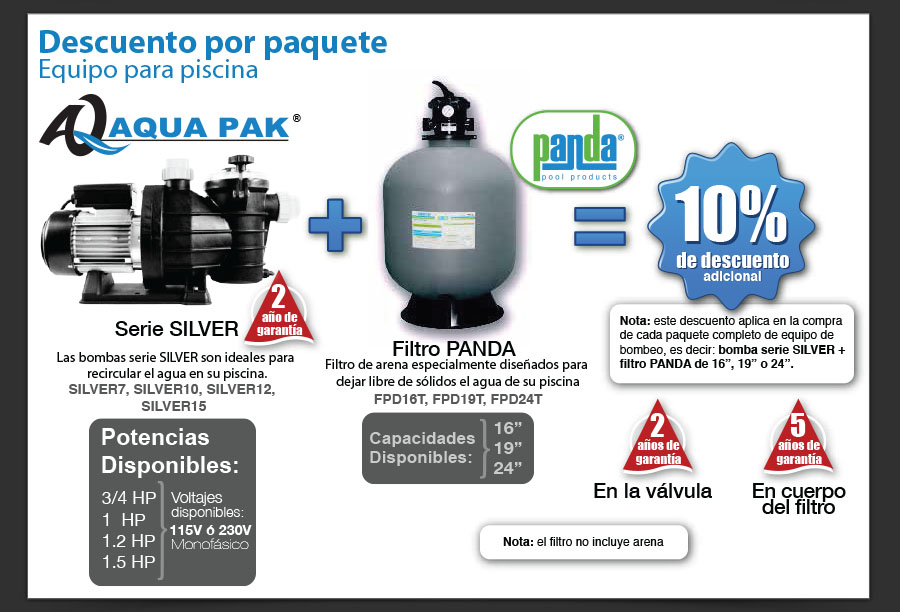 Descuento por paquete
Equipo para piscina
AQUA PAK®
panda®
pool products
10%
de descuento
adicional
2
año de
garantía
Serie SILVER
Las bombas serie SILVER son ideales para
recircular el agua en su piscina.
SILVER7, SILVER10, SILVER12,
SILVER15
Potencias
Disponibles:
3/4 HP
1 HP
1.2 HP
1.5 HP
Voltajes
disponibles:
115V ó 230V
Monofásico
Filtro PANDA
Filtro de arena especialmente diseñados para
dejar libre de sólidos el agua de su piscina
FPD16T, FPD19T, FPD24T
Capacidades
Disponibles:
16”
19”
24”
Nota: este descuento aplica en la compra
de cada paquete completo de equipo de
bombeo, es decir: bomba serie SILVER +
filtro PANDA de 16”, 19” o 24”.
2
años de
garantía
En la válvula
5
años de
garantía
En cuerpo
del filtro
Nota: el filtro no incluye arena